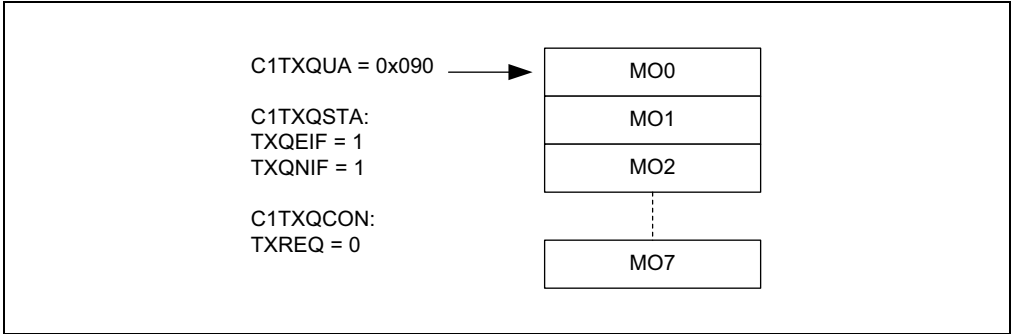 C1TXQUA = 0x090
C1TXQSTA:
TXQEIF = 1
TXQNIF = 1
C1TXQCON:
TXREQ = 0
MO0
MO1
MO2
MO7